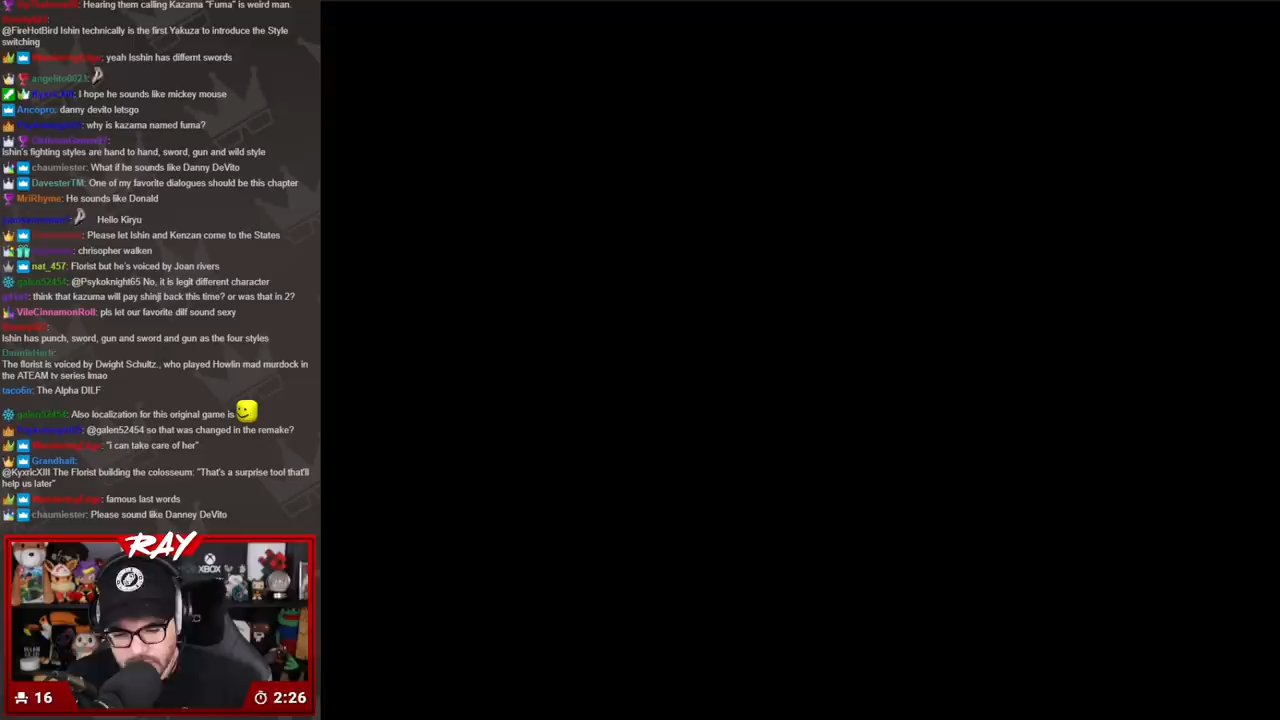 Hearing them calling Kazama "Fuma" is weird man.
@FireHotBird Ishin technically is the first Yakuza to introduce the Style
switching
yeah Isshin has differnt swords
angelito0023:
I hope he sounds like mickey mouse
Ancopro: danny devito letsgo
why is kazama named fuma?
Ishin's fighting styles are hand to hand, sword, gun and wild style
chaumiester: What if he sounds like Danny DeVito
DavesterTM: One of my favorite dialogues should be this chapter
MriRhyme: He sounds like Donald
Hello Kiryu
Please let Ishin and Kenzan come to the States
chrisopher walken
nat_457: Florist but he's voiced by Joan rivers
galen52454: @Psykoknight65 No, it is legit different character
think that kazuma will pay shinji back this time? or was that in 2?
VileCinnamonRoll: pls let our favorite dilf sound sexy
Ishin has punch, sword, gun and sword and gun as the four styles
The florist is voiced by Dwight Schultz., who played Howlin mad murdock in
the ATEAM tv series lmao
taco6n: The Alpha DILF
galen52454: Also localization for this original game is
@galen52454 so that was changed in the remake?
"i can take care of her"
Grandhall:
@KyxricXIII The Florist building the colosseum: "That's a surprise tool that'll
help us later"
famous last words
chaumiester: Please sound like Danney DeVito
RAY
XBOX
16
2:26